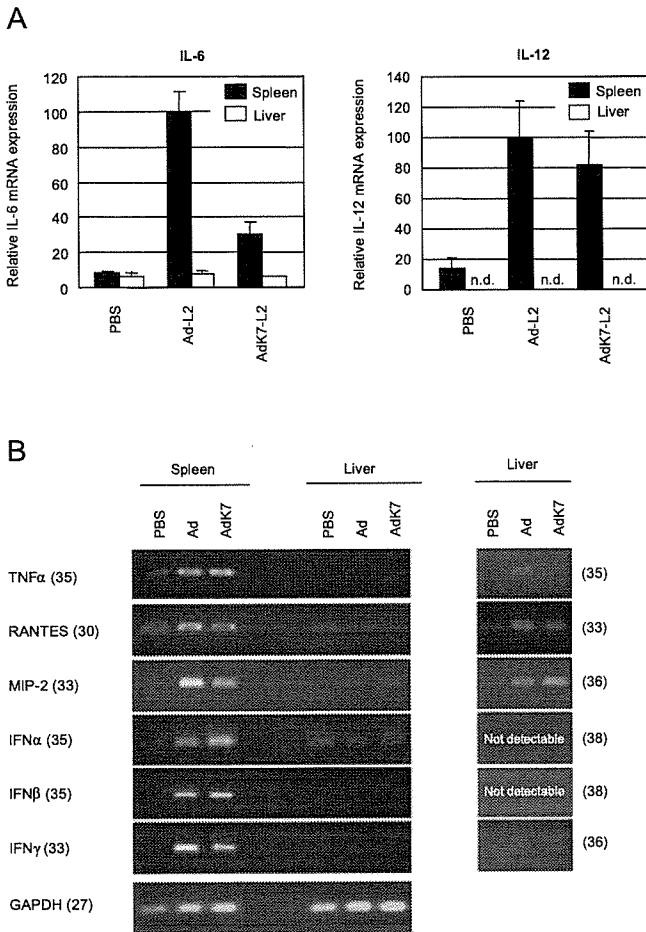 A
IL-6
Relative IL-6 mRNA expression
120
100
80
60
40
20
0
Spleen
Liver
PBS
Ad-L2
AdK7-L2
IL-12
Relative IL-12 mRNA expression
140
120
100
80
60
40
20
0
Spleen
Liver
n.d.
n.d.
n.d.
PBS
Ad-L2
AdK7-L2
B
Spleen
Liver
Liver
PBS
Ad
AdK7
PBS
Ad
AdK7
PBS
Ad
AdK7
TNFα (35)
(35)
RANTES (30)
(33)
MIP-2 (33)
(36)
IFNα (35)
Not detectable
(38)
IFNβ (35)
Not detectable
(38)
IFNγ (33)
(36)
GAPDH (27)